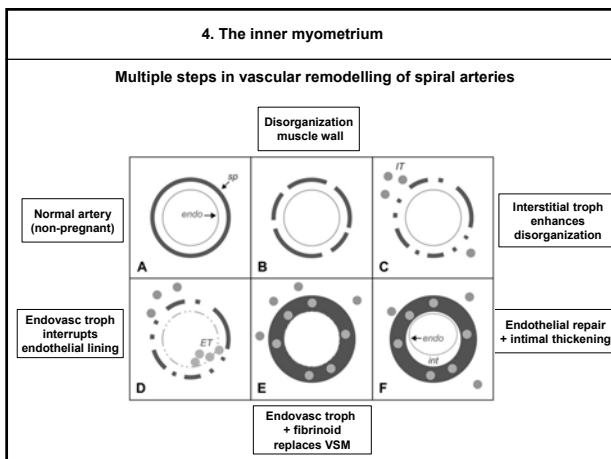 4. The inner myometrium
Multiple steps in vascular remodelling of spiral arteries
Disorganization
muscle wall
Normal artery
(non-pregnant)
sp
endo
A
B
IT
C
Interstitial troph
enhances
disorganization
Endovasc troph
interrupts
endothelial lining
ET
D
E
endo
int
F
Endothelial repair
+ intimal thickening
Endovasc troph
+ fibrinoid
replaces VSM